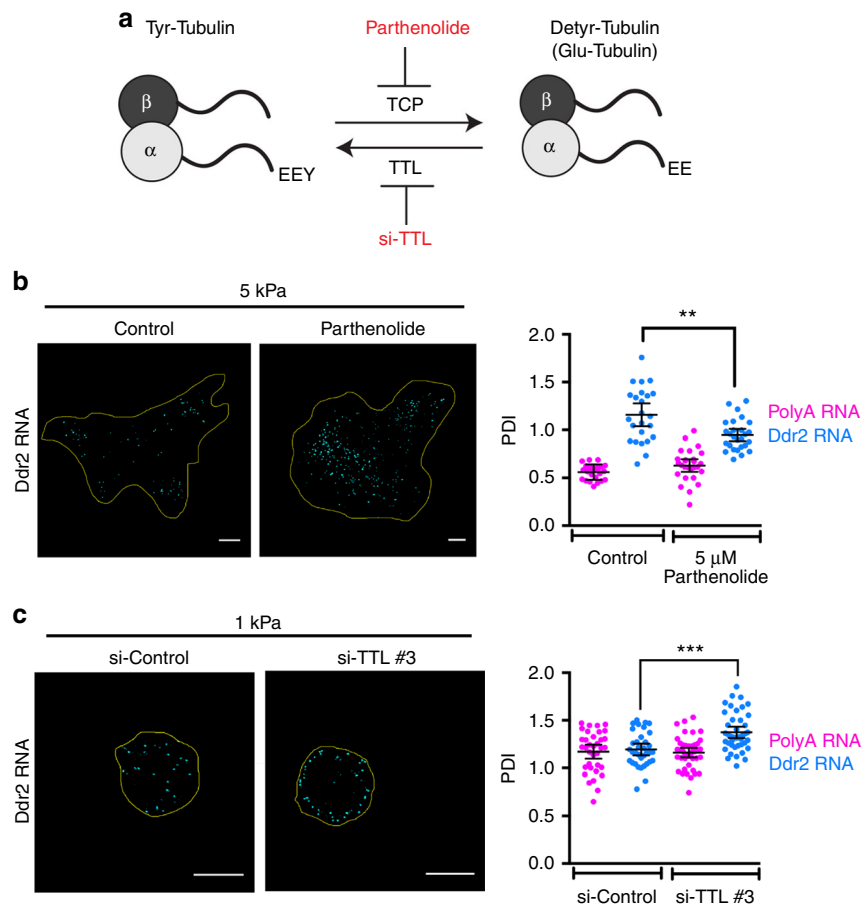 a
Tyr-Tubulin
Parthenolide
Detyr-Tubulin
(Glu-Tubulin)
β
α
EEY
TCP
TTL
si-TTL
β
α
EE
b
5 kPa
Control
Parthenolide
Ddr2 RNA
PDI
2.0
1.5
1.0
0.5
0.0
**
PolyA RNA
Ddr2 RNA
Control
5 μM
Parthenolide
c
1 kPa
si-Control
si-TTL #3
Ddr2 RNA
PDI
2.0
1.5
1.0
0.5
0.0
***
PolyA RNA
Ddr2 RNA
si-Control
si-TTL #3